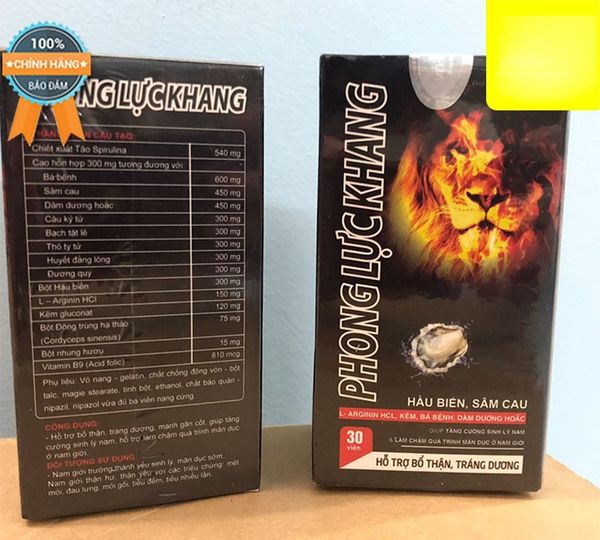 100%
CHÍNH HÃNG
BẢO ĐẢM
NG LỰC KHANG
Chiết xuất Tảo Spirulina 540 mg
Cao hỗn hợp 300 mg tương đương với:
Bá bệnh 600 mg
Sâm cau 450 mg
Dâm dương hoắc 450 mg
Câu kỷ tử 300 mg
Bạch tật lê 300 mg
Thỏ ty tử 300 mg
Huyết đằng lông 300 mg
Đương quy 300 mg
Bột Hàu biển 300 mg
L – Arginin HCl 150 mg
Kẽm gluconat 120 mg
Bột Đông trùng hạ thảo 75 mg
(Cordyceps sinensis)
Bột nhung hươu 15 mg
Vitamin B9 (Acid folic) 810 mcg
Phụ liệu: Vỏ nang - gelatin, chất chống đông vón - bột
talc, magie stearate, tinh bột, ethanol, chất bảo quản -
nipazil, nipazol vừa đủ ba viên nang cứng.
CÔNG DỤNG
- Hỗ trợ bổ thận, tráng dương, mạnh gân cốt, giúp tăng
cường sinh lý nam, hỗ trợ làm chậm quá trình mãn dục
ở nam giới.
ĐỐI TƯỢNG SỬ DỤNG:
- Nam giới trưởng thành yếu sinh lý, mãn dục sớm.
Nam giới thận hư, thận yếu với các triệu chứng: mệt
mỏi, đau lưng, mỏi gối, tiểu đêm, tiểu nhiều lần.
PHONG LỰC KHANG
HÀU BIỂN, SÂM CAU
L- ARGININ HCL, KẼM, BÁ BỆNH, DÂM DƯƠNG HOẮC
GIÚP TĂNG CƯỜNG SINH LÝ NAM
& LÀM CHẬM QUÁ TRÌNH MÃN DỤC Ở NAM GIỚI
30
viên
HỖ TRỢ BỔ THẬN, TRÁNG DƯƠNG